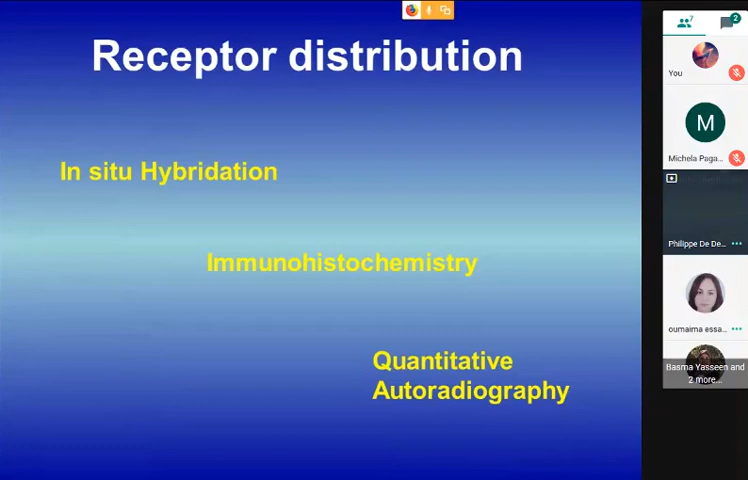 Receptor distribution
In situ Hybridation
Immunohistochemistry
Quantitative
Autoradiography
7
2
You
M
Michela Paga...
Philippe De De...
oumaima essa...
Basma Yasseen and
2 more...